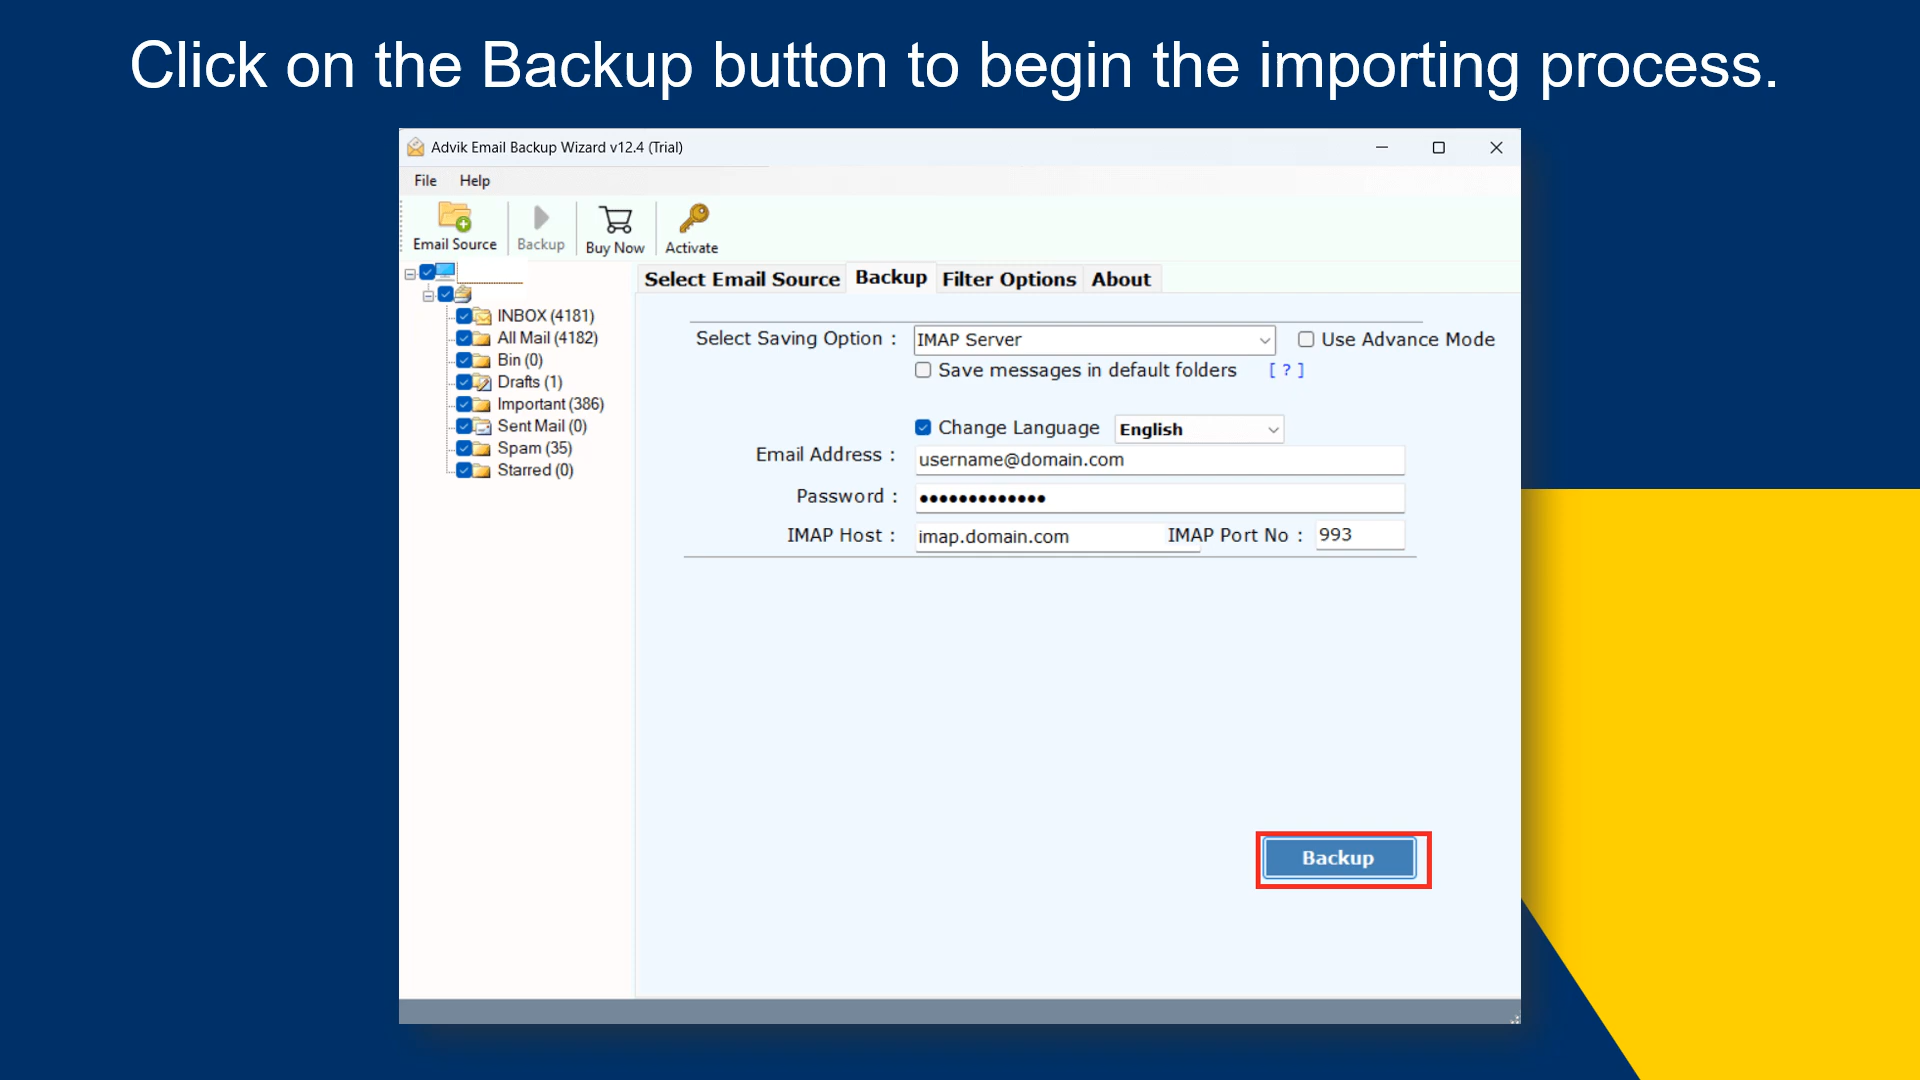 Click on the Backup button to begin the importing process.
Advik Email Backup Wizard v12.4 (Trial)
File Help
Email Source Backup Buy Now Activate
Select Email Source Backup Filter Options About
INBOX (4181)
All Mail (4182)
Bin (0)
Drafts (1)
Important (386)
Sent Mail (0)
Spam (35)
Starred (0)
Select Saving Option : IMAP Server Use Advance Mode
Save messages in default folders [ ? ]
Change Language English
Email Address : username@domain.com
Password : •••••••••••••
IMAP Host : imap.domain.com IMAP Port No : 993
Backup